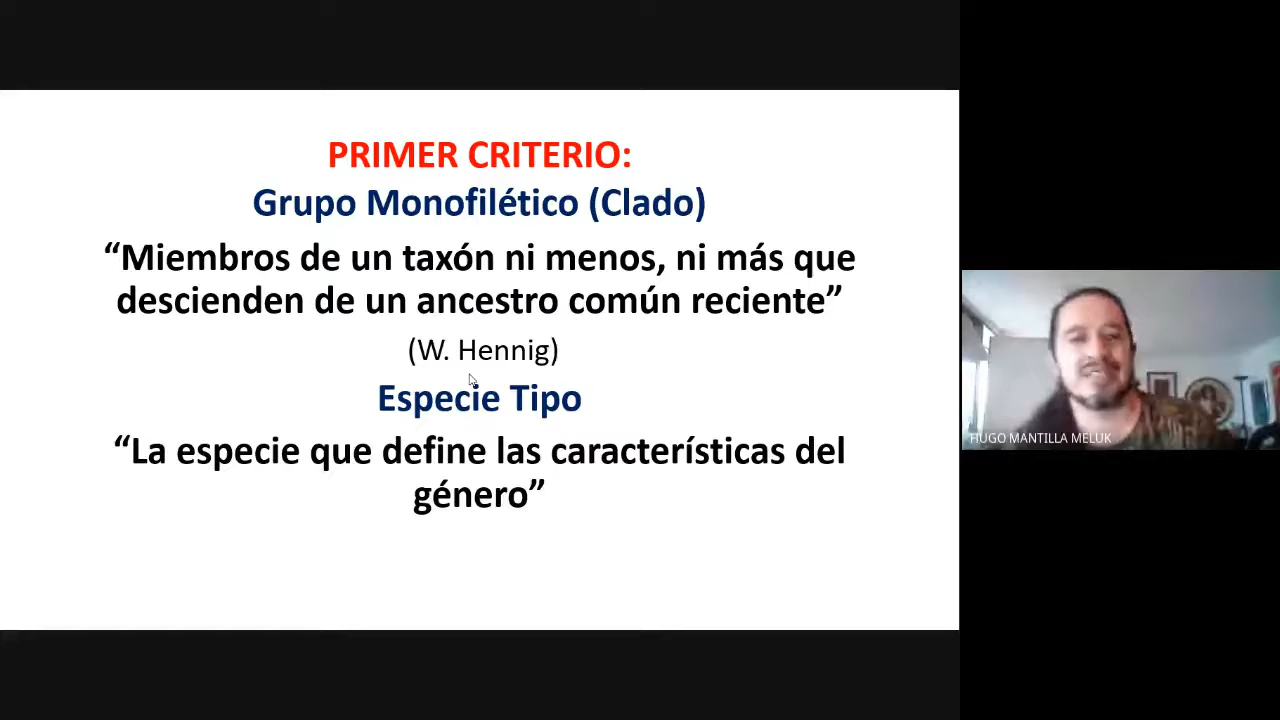 PRIMER CRITERIO:
Grupo Monofilético (Clado)
“Miembros de un taxón ni menos, ni más que
descienden de un ancestro común reciente”
(W. Hennig)
Especie Tipo
“La especie que define las características del
género”
HUGO MANTILLA MELUK